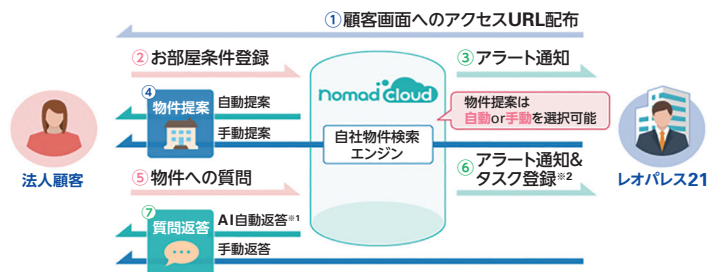 ①顧客画面へのアクセスURL配布
②お部屋条件登録
③アラート通知
④
物件提案
自動提案
手動提案
nomad Cloud
物件提案は
自動or手動を選択可能
自社物件検索
エンジン
法人顧客
レオパレス21
⑤物件への質問
⑥アラート通知&
タスク登録※2
⑦
質問返答
AI自動返答※1
手動返答